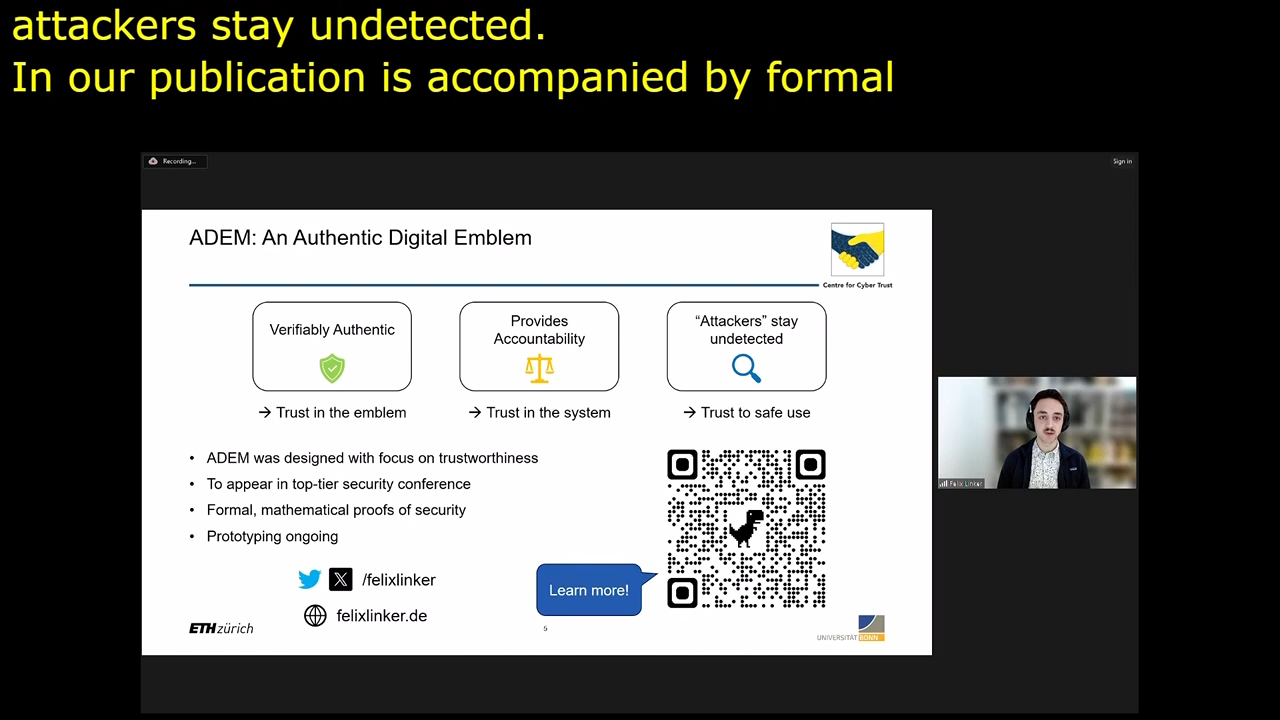 attackers stay undetected.
In our publication is accompanied by formal
Recording...
Sign in
ADEM: An Authentic Digital Emblem
Centre for Cyber Trust
Verifiably Authentic
Provides
Accountability
“Attackers” stay
undetected
→ Trust in the emblem
→ Trust in the system
→ Trust to safe use
• ADEM was designed with focus on trustworthiness
• To appear in top-tier security conference
• Formal, mathematical proofs of security
• Prototyping ongoing
/felixlinker
felixlinker.de
Learn more!
ETH zürich
5
UNIVERSITÄT BONN
Felix Linker